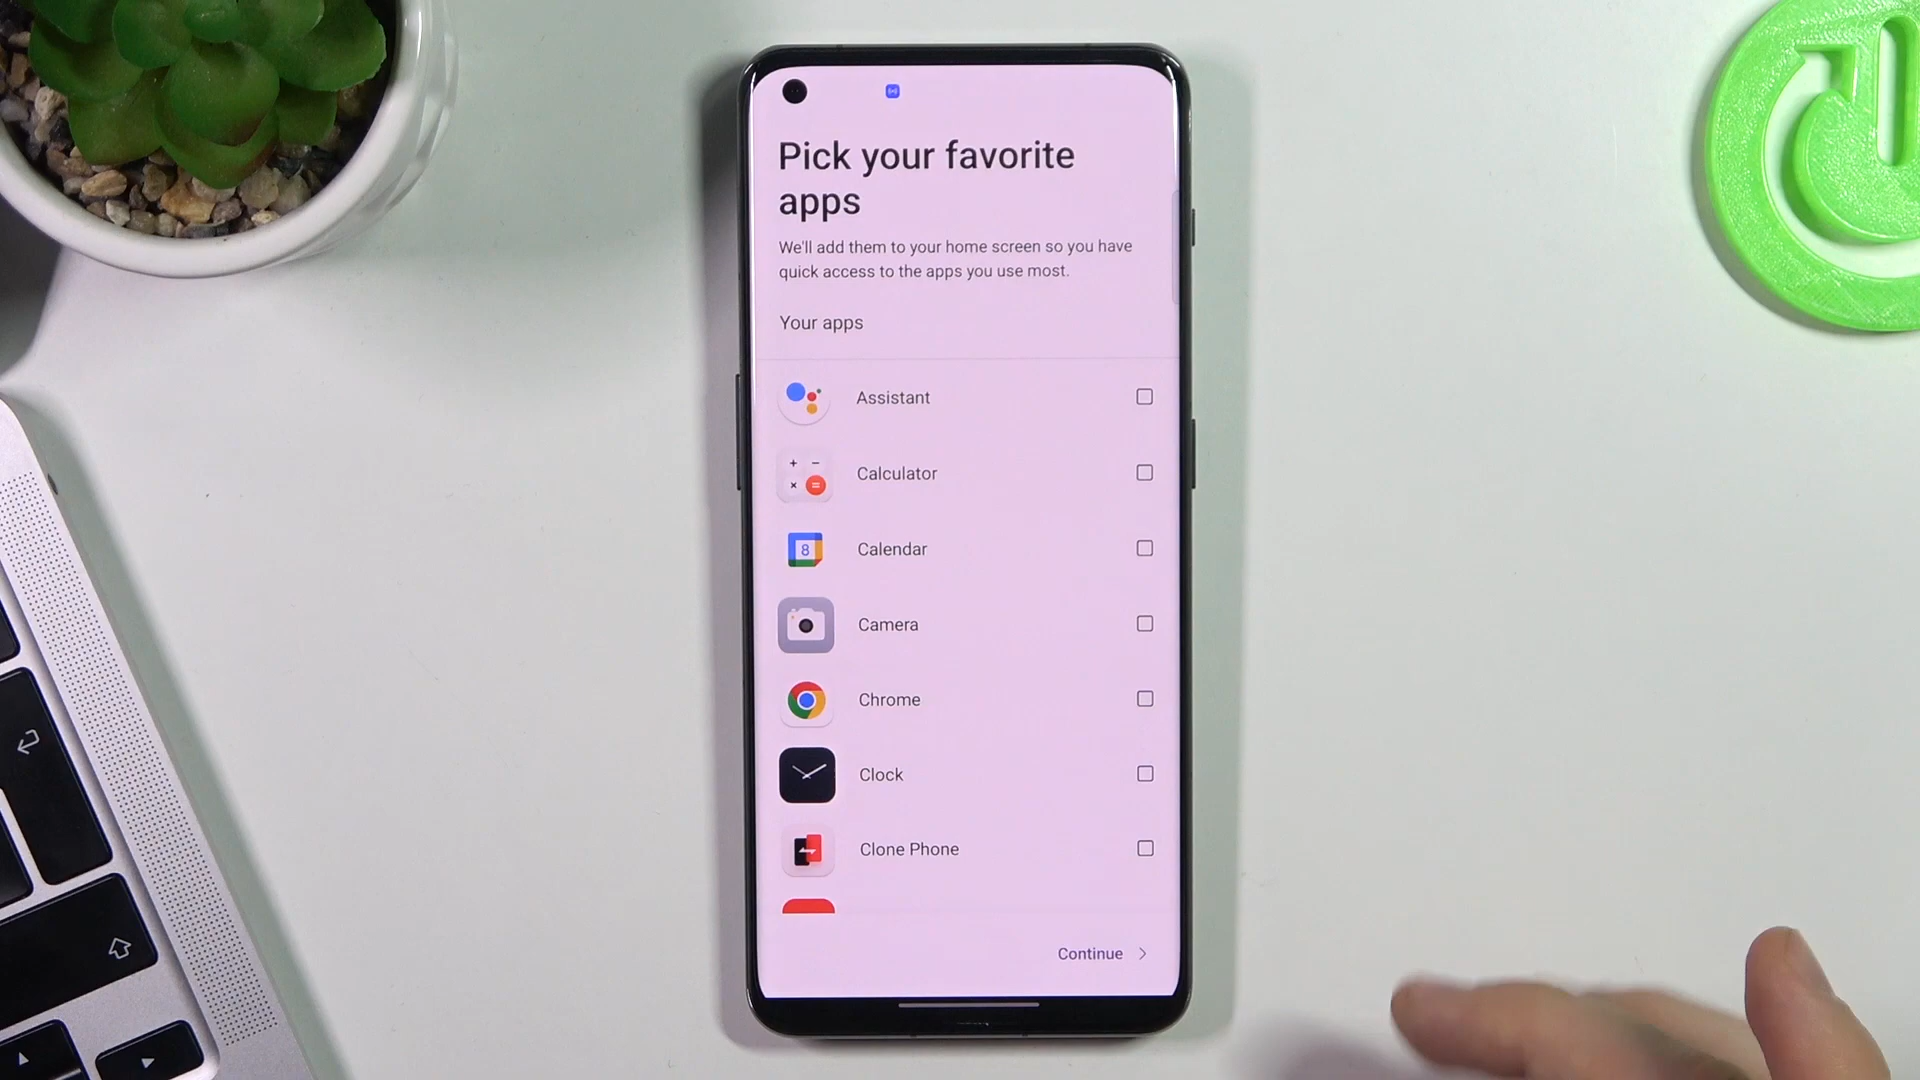 Pick your favorite
apps
We'll add them to your home screen so you have
quick access to the apps you use most.
Your apps
Assistant
Calculator
8
Calendar
Camera
Chrome
Clock
Clone Phone
Continue